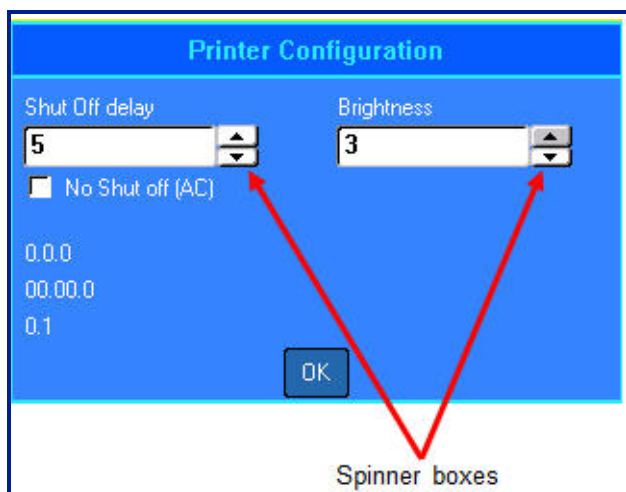 Printer Configuration
Shut Off delay
Brightness
5
3
No Shut off (AC)
0.0.0
00.00.0
0.1
OK
Spinner boxes